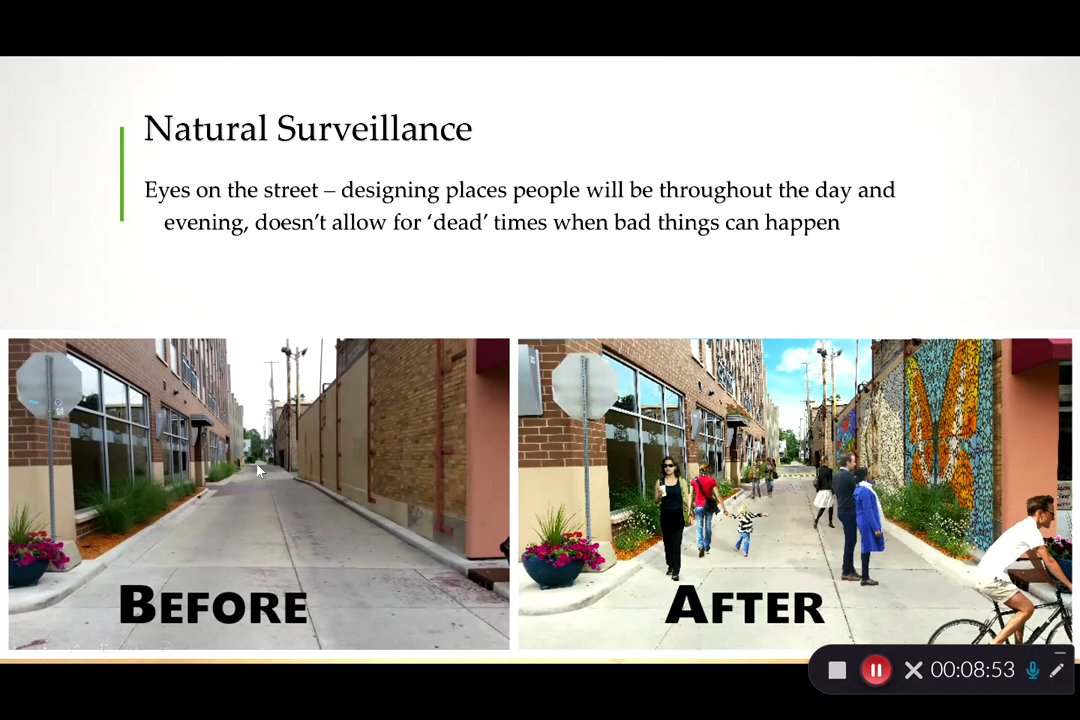 Natural Surveillance
Eyes on the street – designing places people will be throughout the day and
evening, doesn’t allow for ‘dead’ times when bad things can happen
BEFORE
AFTER
00:08:53